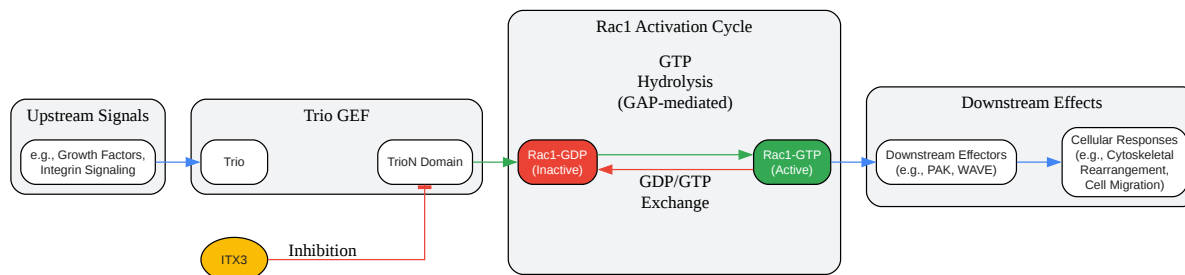 Rac1 Activation Cycle
GTP
Hydrolysis
(GAP-mediated)
Upstream Signals
Trio GEF
Downstream Effects
e.g., Growth Factors,
Integrin Signaling
Trio
TrioN Domain
Rac1-GDP
(Inactive)
Rac1-GTP
(Active)
GDP/GTP
Exchange
Downstream Effectors
(e.g., PAK, WAVE)
Cellular Responses
(e.g., Cytoskeletal
Rearrangement,
Cell Migration)
ITX3
Inhibition